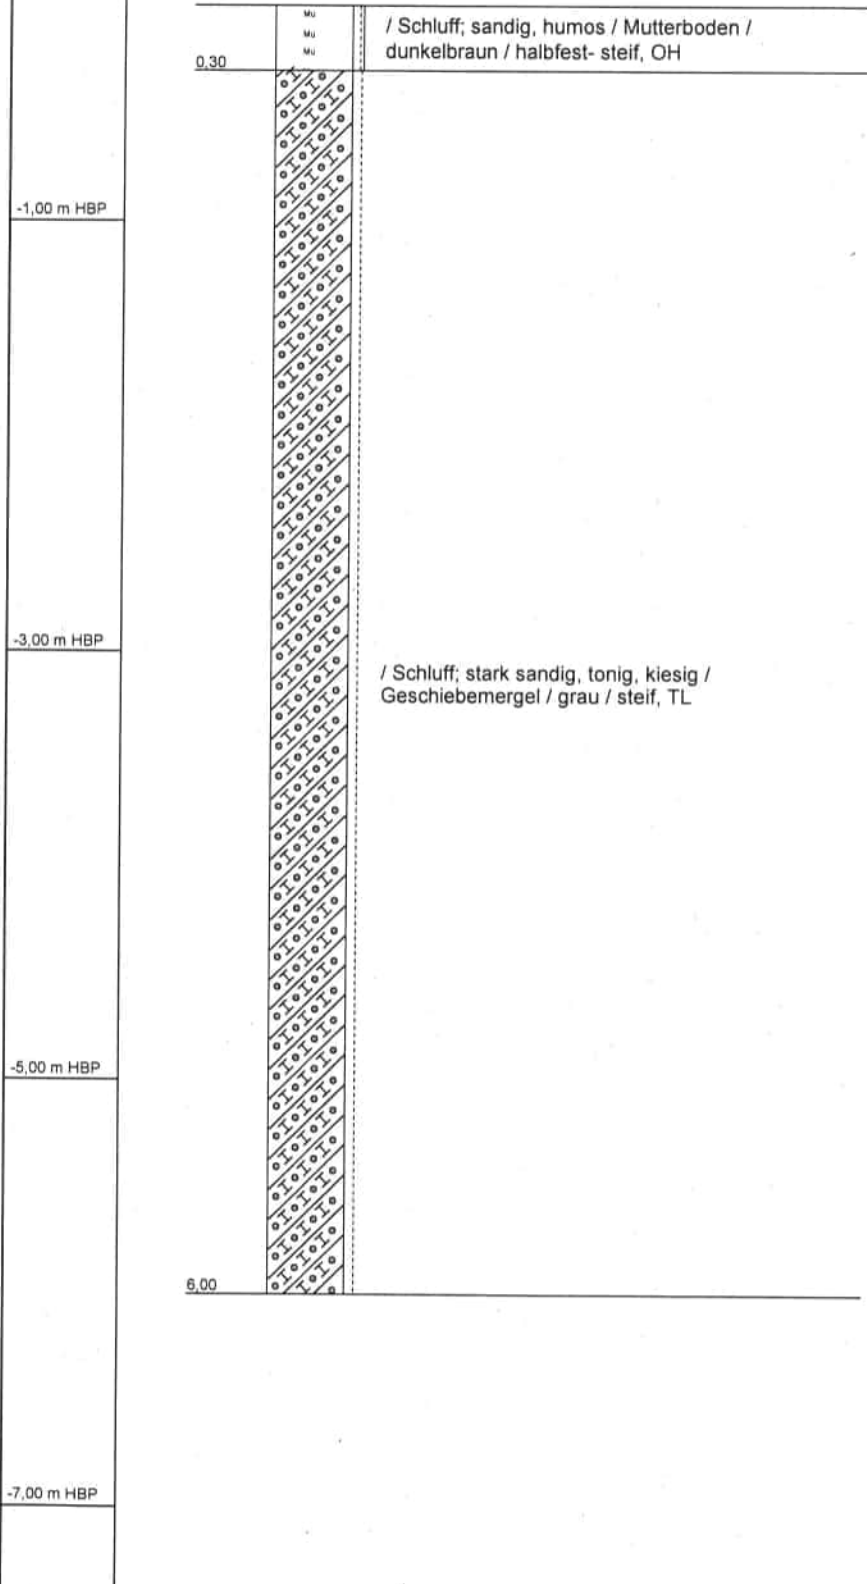 Mu
Mu
Mu
/ Schluff; sandig, humos / Mutterboden /
dunkelbraun / halbfest- steif, OH
0,30
-1,00 m HBP
-3,00 m HBP
/ Schluff; stark sandig, tonig, kiesig /
Geschiebemergel / grau / steif, TL
-5,00 m HBP
6,00
-7,00 m HBP